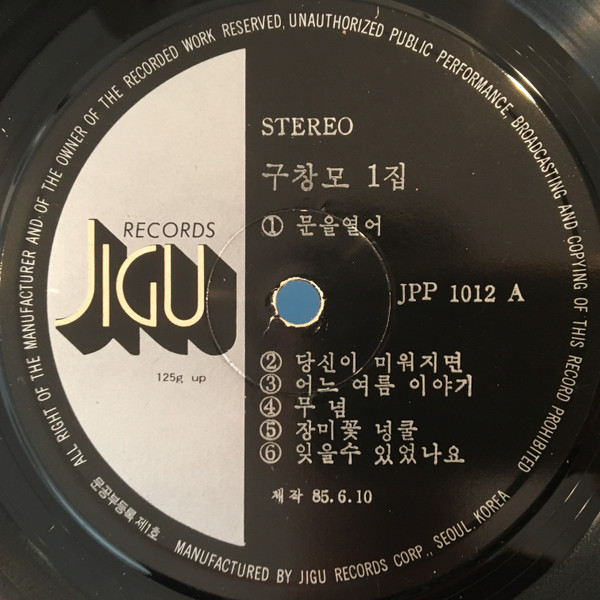 ALL RIGHT OF THE MANUFACTURER AND OF THE OWNER OF THE RECORDED WORK RESERVED, UNAUTHORIZED PUBLIC PERFORMANCE, BROADCASTING AND COPYING OF THIS RECORD PROHIBITED
STEREO
구창모 1집
① 문을열어
RECORDS
JIGU
JPP 1012 A
125g up
② 당신이 미워지면
③ 어느 여름 이야기
④ 무 념
⑤ 장미꽃 넝쿨
⑥ 잊을수 있었나요
제작 85.6.10
문공부등록 제1호
MANUFACTURED BY JIGU RECORDS CORP., SEOUL. KOREA